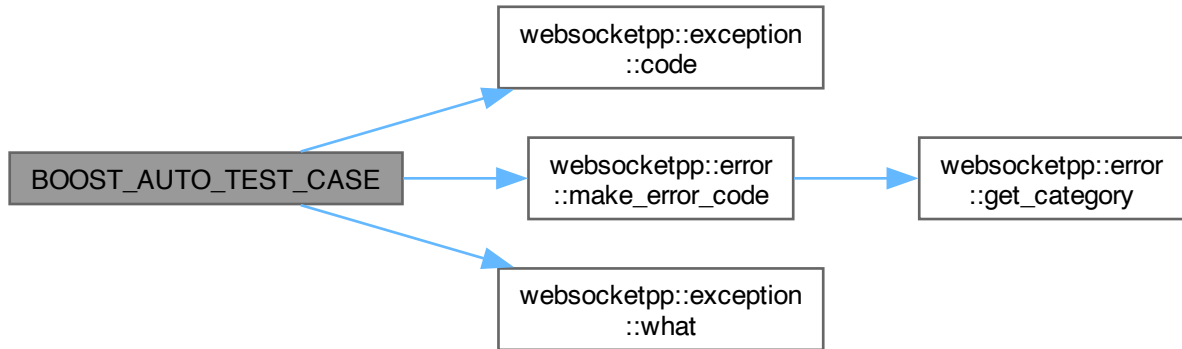 websocketpp::exception
::code
BOOST_AUTO_TEST_CASE
websocketpp::error
::make_error_code
websocketpp::error
::get_category
websocketpp::exception
::what